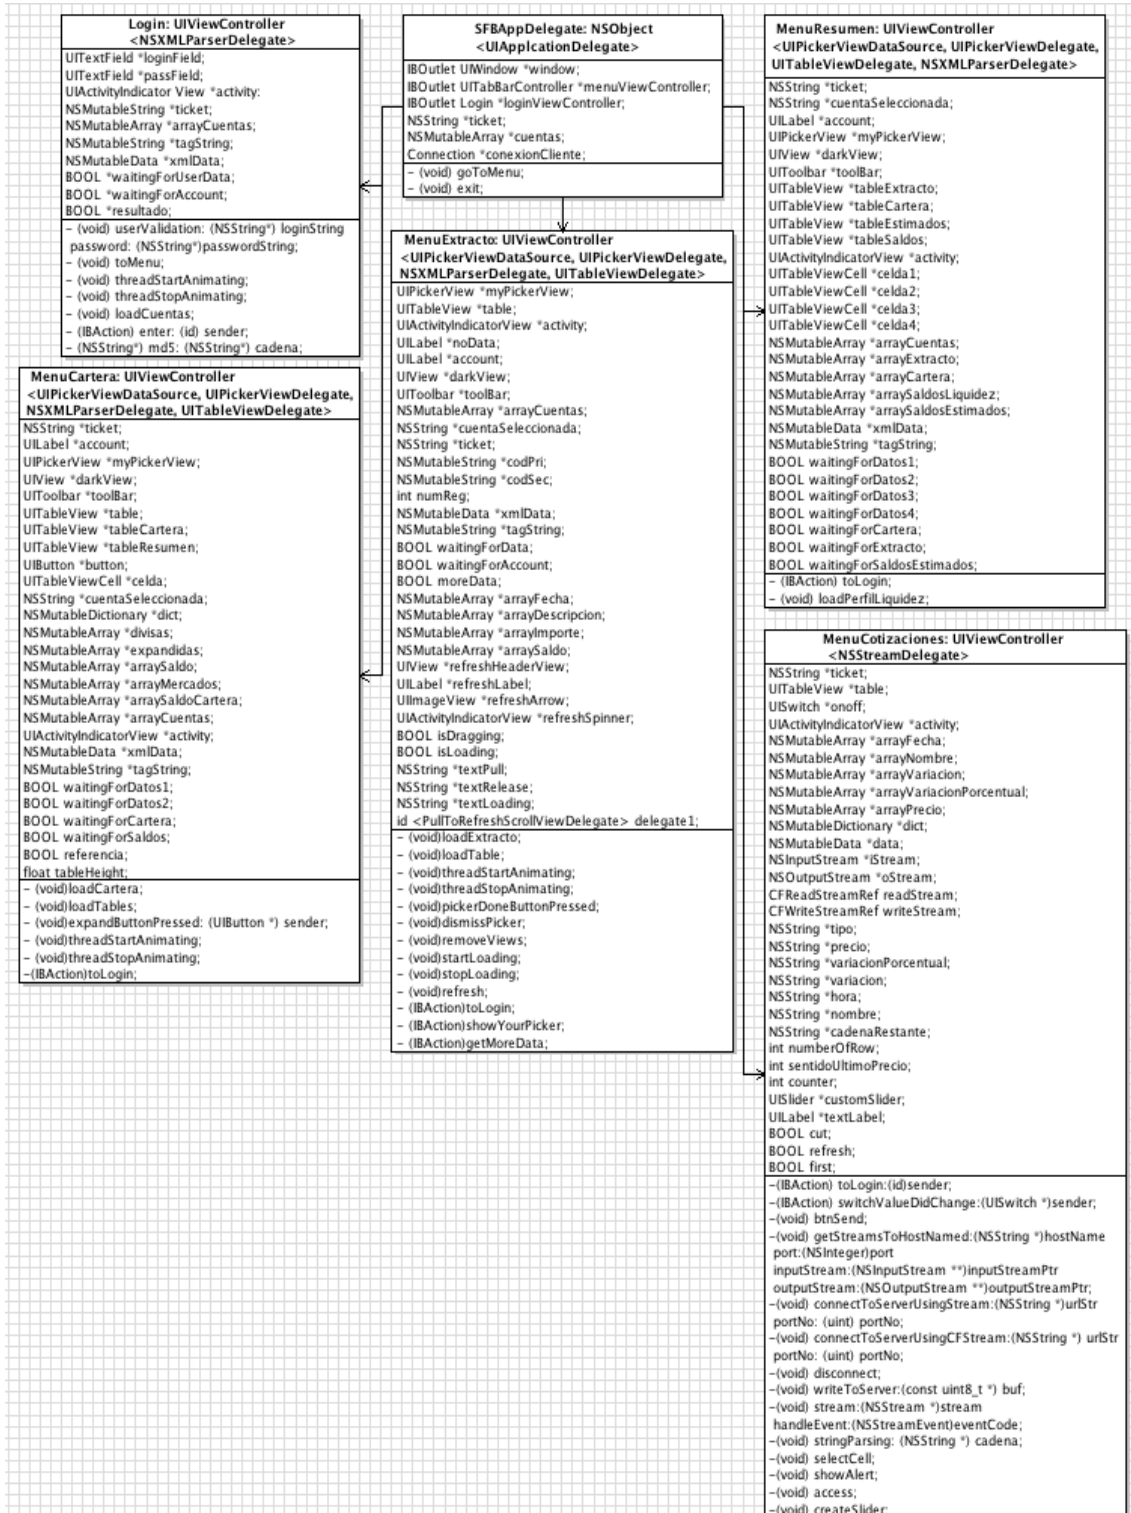 Login: UIViewController
<NSXMLParserDelegate>
UITextField *loginField;
UITextField *passField;
UIActivityIndicator View *activity:
NSMutableString *ticket;
NSMutableArray *arrayCuentas;
NSMutableString *tagString;
NSMutableData *xmlData;
BOOL *waitingForUserData;
BOOL *waitingForAccount;
BOOL *resultado;
- (void) userValidation: (NSString*) loginString
password: (NSString*)passwordString;
- (void) toMenu;
- (void) threadStartAnimating;
- (void) threadStopAnimating;
- (void) loadCuentas;
- (IBAction) enter: (id) sender;
- (NSString*) md5: (NSString*) cadena;
SFBAppDelegate: NSObject
<UIApplcationDelegate>
IBOutlet UIWindow *window;
IBOutlet UITabBarController *menuViewController;
IBOutlet Login *loginViewController;
NSString *ticket;
NSMutableArray *cuentas;
Connection *conexionCliente;
- (void) goToMenu;
- (void) exit;
MenuResumen: UIViewController
<UIPickerViewDataSource, UIPickerViewDelegate,
UITableViewDelegate, NSXMLParserDelegate>
NSString *ticket;
NSString *cuentaSeleccionada;
UILabel *account;
UIPickerView *myPickerView;
UIView *darkView;
UIToolbar *toolBar;
UITableView *tableExtracto;
UITableView *tableCartera;
UITableView *tableEstimados;
UITableView *tableSaldos;
UIActivityIndicatorView *activity;
UITableViewCell *celda1;
UITableViewCell *celda2;
UITableViewCell *celda3;
UITableViewCell *celda4;
NSMutableArray *arrayCuentas;
NSMutableArray *arrayExtracto;
NSMutableArray *arrayCartera;
NSMutableArray *arraySaldosLiquidez;
NSMutableArray *arraySaldosEstimados;
NSMutableData *xmlData;
NSMutableString *tagString;
BOOL waitingForDatos1;
BOOL waitingForDatos2;
BOOL waitingForDatos3;
BOOL waitingForDatos4;
BOOL waitingForCartera;
BOOL waitingForExtracto;
BOOL waitingForSaldosEstimados;
- (IBAction) toLogin;
- (void) loadPerfilLiquidez;
MenuExtracto: UIViewController
<UIPickerViewDataSource, UIPickerViewDelegate,
NSXMLParserDelegate, UITableViewDelegate>
UIPickerView *myPickerView;
UITableView *table;
UIActivityIndicatorView *activity;
UILabel *noData;
UILabel *account;
UIView *darkView;
UIToolbar *toolBar;
NSMutableArray *arrayCuentas;
NSString *cuentaSeleccionada;
NSString *ticket;
NSMutableString *codPri;
NSMutableString *codSec;
int numReg;
NSMutableData *xmlData;
NSMutableString *tagString;
BOOL waitingForData;
BOOL waitingForAccount;
BOOL moreData;
NSMutableArray *arrayFecha;
NSMutableArray *arrayDescripcion;
NSMutableArray *arrayImporte;
NSMutableArray *arraySaldo;
UIView *refreshHeaderView;
UILabel *refreshLabel;
UIImageView *refreshArrow;
UIActivityIndicatorView *refreshSpinner;
BOOL isDragging;
BOOL isLoading;
NSString *textPull;
NSString *textRelease;
NSString *textLoading;
id <PullToRefreshScrollViewDelegate> delegate1;
- (void)loadExtracto;
- (void)loadTable;
- (void)threadStartAnimating;
- (void)threadStopAnimating;
- (void)pickerDoneButtonPressed;
- (void)dismissPicker;
- (void)removeViews;
- (void)startLoading;
- (void)stopLoading;
- (void)refresh;
- (IBAction)toLogin;
- (IBAction)showYourPicker;
- (IBAction)getMoreData;
MenuCartera: UIViewController
<UIPickerViewDataSource, UIPickerViewDelegate,
NSXMLParserDelegate, UITableViewDelegate>
NSString *ticket;
UILabel *account;
UIPickerView *myPickerView;
UIView *darkView;
UIToolbar *toolBar;
UITableView *table;
UITableView *tableCartera;
UITableView *tableResumen;
UIButton *button;
UITableViewCell *celda;
NSString *cuentaSeleccionada;
NSMutableDictionary *dict;
NSMutableArray *divisas;
NSMutableArray *expandidas;
NSMutableArray *arraySaldo;
NSMutableArray *arrayMercados;
NSMutableArray *arraySaldoCartera;
NSMutableArray *arrayCuentas;
UIActivityIndicatorView *activity;
NSMutableData *xmlData;
NSMutableString *tagString;
BOOL waitingForDatos1;
BOOL waitingForDatos2;
BOOL waitingForCartera;
BOOL waitingForSaldos;
BOOL referencia;
float tableHeight;
- (void)loadCartera;
- (void)loadTables;
- (void)expandButtonPressed: (UIButton *) sender;
- (void)threadStartAnimating;
- (void)threadStopAnimating;
-(IBAction)toLogin;
MenuCotizaciones: UIViewController
<NSStreamDelegate>
NSString *ticket;
UITableView *table;
UISwitch *onoff;
UIActivityIndicatorView *activity;
NSMutableArray *arrayFecha;
NSMutableArray *arrayNombre;
NSMutableArray *arrayVariacion;
NSMutableArray *arrayVariacionPorcentual;
NSMutableArray *arrayPrecio;
NSMutableDictionary *dict;
NSMutableData *data;
NSInputStream *iStream;
NSOutputStream *oStream;
CFReadStreamRef readStream;
CFWriteStreamRef writeStream;
NSString *tipo;
NSString *precio;
NSString *variacionPorcentual;
NSString *variacion;
NSString *hora;
NSString *nombre;
NSString *cadenaRestante;
int numberOfRow;
int sentidoUltimoPrecio;
int counter;
UISlider *customSlider;
UILabel *textLabel;
BOOL cut;
BOOL refresh;
BOOL first;
-(IBAction) toLogin:(id)sender;
-(IBAction) switchValueDidChange:(UISwitch *)sender;
-(void) btnSend;
-(void) getStreamsToHostNamed:(NSString *)hostName
port:(NSInteger)port
inputStream:(NSInputStream **)inputStreamPtr
outputStream:(NSOutputStream **)outputStreamPtr;
-(void) connectToServerUsingStream:(NSString *)urlStr
portNo: (uint) portNo;
-(void) connectToServerUsingCFStream:(NSString *) urlStr
portNo: (uint) portNo;
-(void) disconnect;
-(void) writeToServer:(const uint8_t *) buf;
-(void) stream:(NSStream *)stream
handleEvent:(NSStreamEvent)eventCode;
-(void) stringParsing: (NSString *) cadena;
-(void) selectCell;
-(void) showAlert;
-(void) access;
-(void) createSlider;